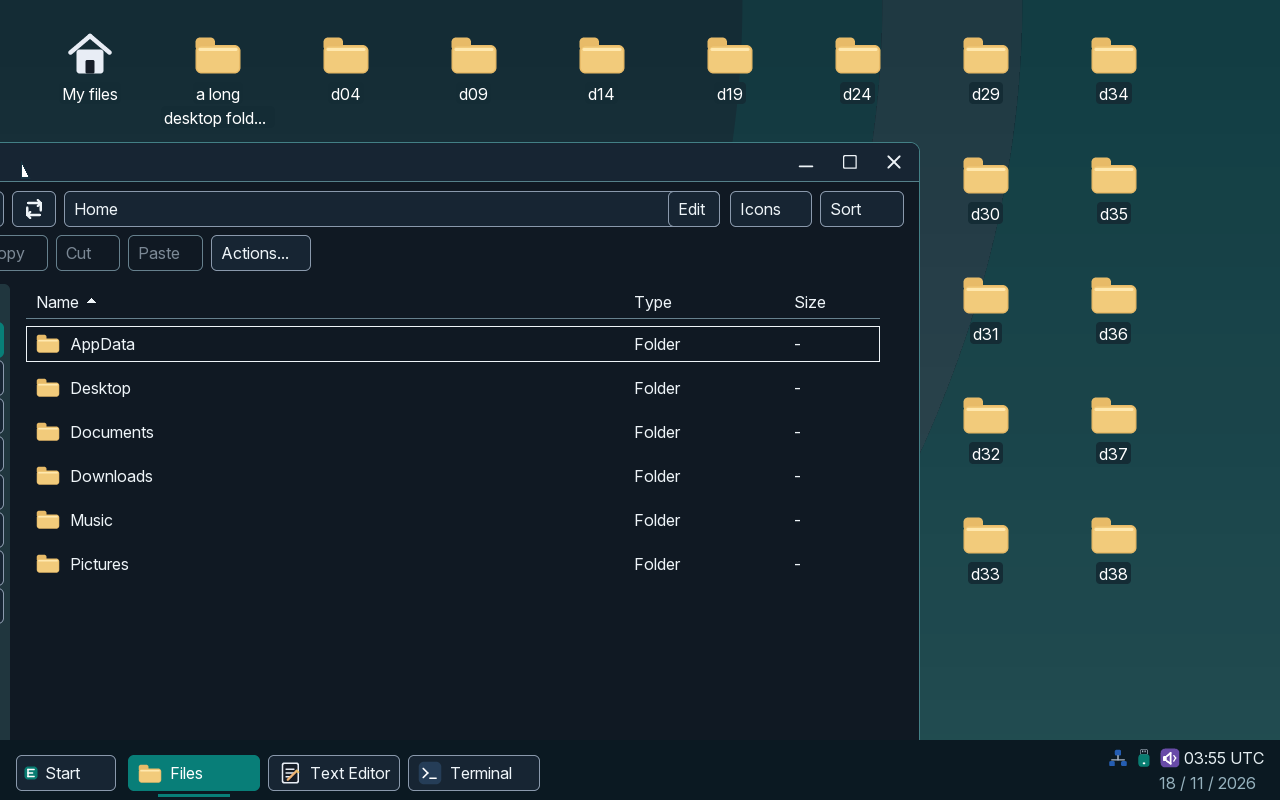 My files
a long
desktop fold...
d04
d09
d14
d19
d24
d29
d34
d30
d35
d31
d36
d32
d37
d33
d38
Home
Edit
Icons
Sort
opy
Cut
Paste
Actions...
Name Type Size
AppData Folder -
Desktop Folder -
Documents Folder -
Downloads Folder -
Music Folder -
Pictures Folder -
E Start
Files
Text Editor
Terminal
03:55 UTC
18 / 11 / 2026